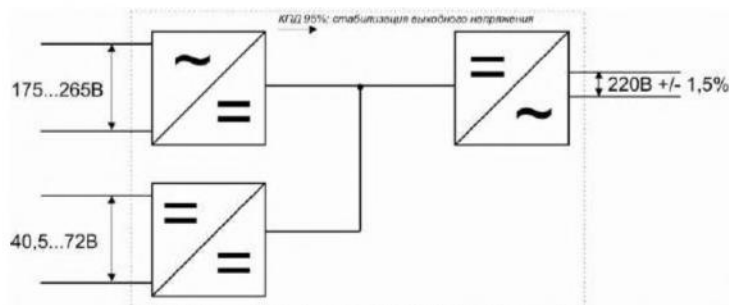 КПД 95%; стабилизация выходного напряжения
175...265В
220В +/- 1,5%
40,5...72В